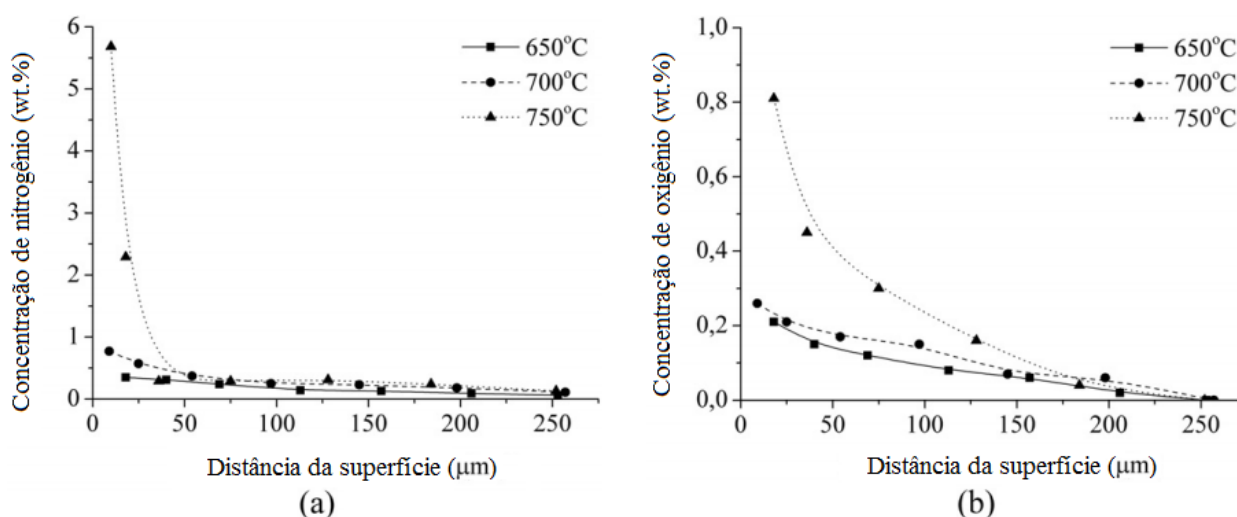 Concentração de nitrogênio (wt.%)
6
5
4
3
2
1
0
650°C
700°C
750°C
0 50 100 150 200 250
Distância da superfície (μm)
(a)
Concentração de oxigênio (wt.%)
1,0
0,8
0,6
0,4
0,2
0,0
650°C
700°C
750°C
0 50 100 150 200 250
Distância da superfície (μm)
(b)